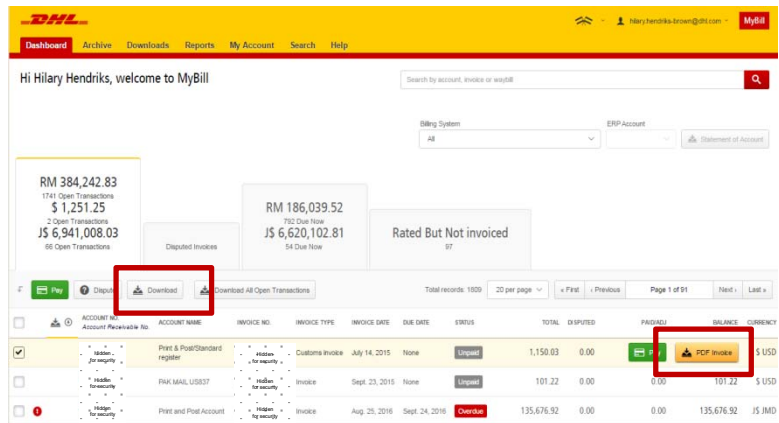 DHL
hilary.hendriks-brown@dhl.com
MyBill
Dashboard Archive Downloads Reports My Account Search Help
Hi Hilary Hendriks, welcome to MyBill
Search by account, invoice or waybill
Billing System
ERP Account
All
Statement of Account
RM 384,242.83
1741 Open Transactions
$ 1,251.25
2 Open Transactions
J$ 6,941,008.03
66 Open Transactions
Disputed Invoices
RM 186,039.52
792 Due Now
J$ 6,620,102.81
54 Due Now
Rated But Not invoiced
97
Pay Dispute Download Download All Open Transactions Total records: 1809 20 per page « First ‹ Previous Page 1 of 91 Next › Last »
ACCOUNT NO. ACCOUNT NAME INVOICE NO. INVOICE TYPE INVOICE DATE DUE DATE STATUS TOTAL DISPUTED PAID/ADJ BALANCE CURRENCY
Account Receivable No.
Hidden for security Print & Post/Standard register Hidden for security Customs invoice July 14, 2015 None Unpaid 1,150.03 0.00 Pay PDF Invoice $ USD
Hidden for security PAK MAIL US837 Hidden for security Invoice Sept. 23, 2015 None Unpaid 101.22 0.00 0.00 101.22 $ USD
Hidden for security Print and Post Account Hidden for security Invoice Aug. 25, 2016 Sept. 24, 2016 Overdue 135,676.92 0.00 0.00 135,676.92 J$ JMD